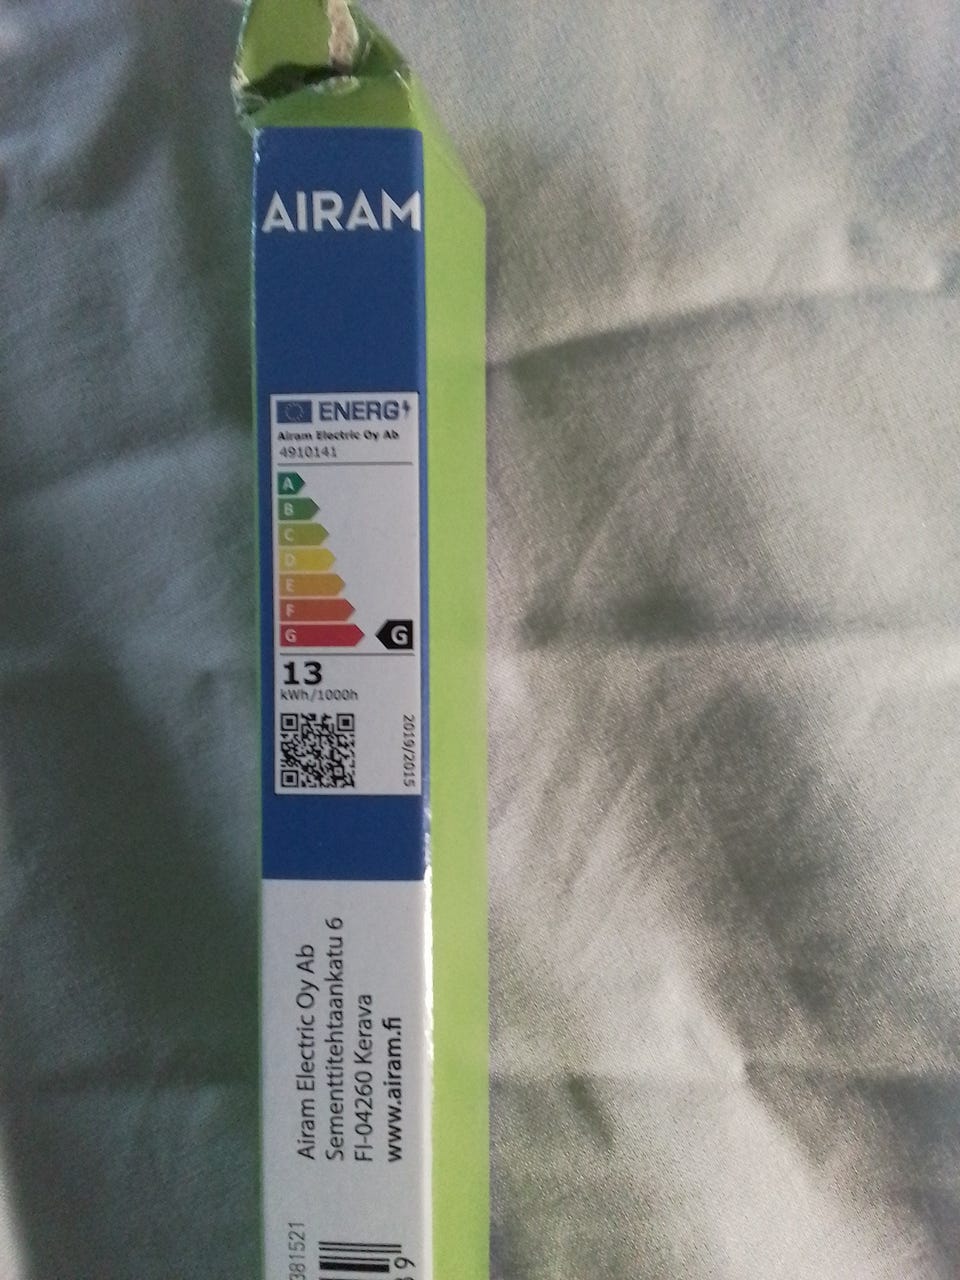 AIRAM
ENERG
Airam Electric Oy Ab
4910141
A
B
C
D
E
F
G
G
13
kWh/1000h
2019/2015
Airam Electric Oy Ab
Sementtitehtaankatu 6
FI-04260 Kerava
www.airam.fi
381521